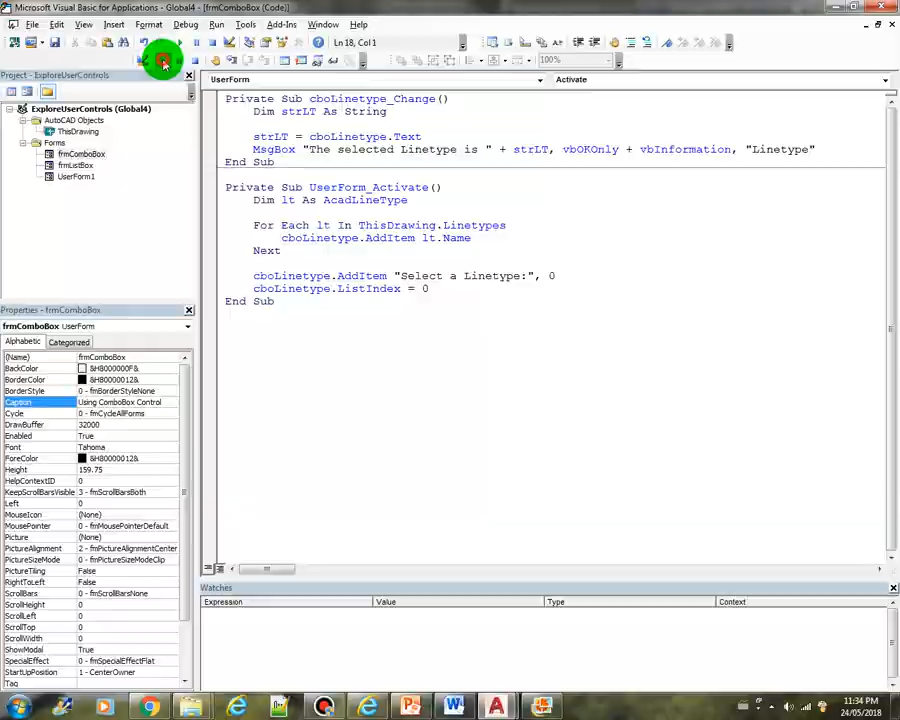 Microsoft Visual Basic for Applications - Global4 - [frmComboBox (Code)]
File Edit View Insert Format Debug Run Tools Add-Ins Window Help
Ln 18, Col 1
100%
Project - ExploreUserControls
UserForm
Activate
ExploreUserControls (Global4)
AutoCAD Objects
ThisDrawing
Forms
frmComboBox
frmListBox
UserForm1
Private Sub cboLinetype_Change()
Dim strLT As String
strLT = cboLinetype.Text
MsgBox "The selected Linetype is " + strLT, vbOKOnly + vbInformation, "Linetype"
End Sub
Private Sub UserForm_Activate()
Dim lt As AcadLineType
For Each lt In ThisDrawing.Linetypes
cboLinetype.AddItem lt.Name
Next
cboLinetype.AddItem "Select a Linetype:", 0
cboLinetype.ListIndex = 0
End Sub
Properties - frmComboBox
frmComboBox UserForm
Alphabetic Categorized
(Name) frmComboBox
BackColor &H8000000F&
BorderColor &H80000012&
BorderStyle 0 - fmBorderStyleNone
Caption Using ComboBox Control
Cycle 0 - fmCycleAllForms
DrawBuffer 32000
Enabled True
Font Tahoma
ForeColor &H80000012&
Height 159.75
HelpContextID 0
KeepScrollBarsVisible 3 - fmScrollBarsBoth
Left 0
MouseIcon (None)
MousePointer 0 - fmMousePointerDefault
Picture (None)
PictureAlignment 2 - fmPictureAlignmentCenter
PictureSizeMode 0 - fmPictureSizeModeClip
PictureTiling False
RightToLeft False
ScrollBars 0 - fmScrollBarsNone
ScrollHeight 0
ScrollLeft 0
ScrollTop 0
ScrollWidth 0
ShowModal True
SpecialEffect 0 - fmSpecialEffectFlat
StartUpPosition 1 - CenterOwner
Tag
Watches
Expression Value Type Context
11:34 PM
24/05/2018